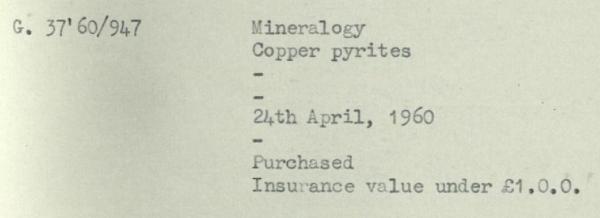 G. 37'60/947 Mineralogy
Copper pyrites
-
-
24th April, 1960
-
Purchased
Insurance value under £1.0.0.